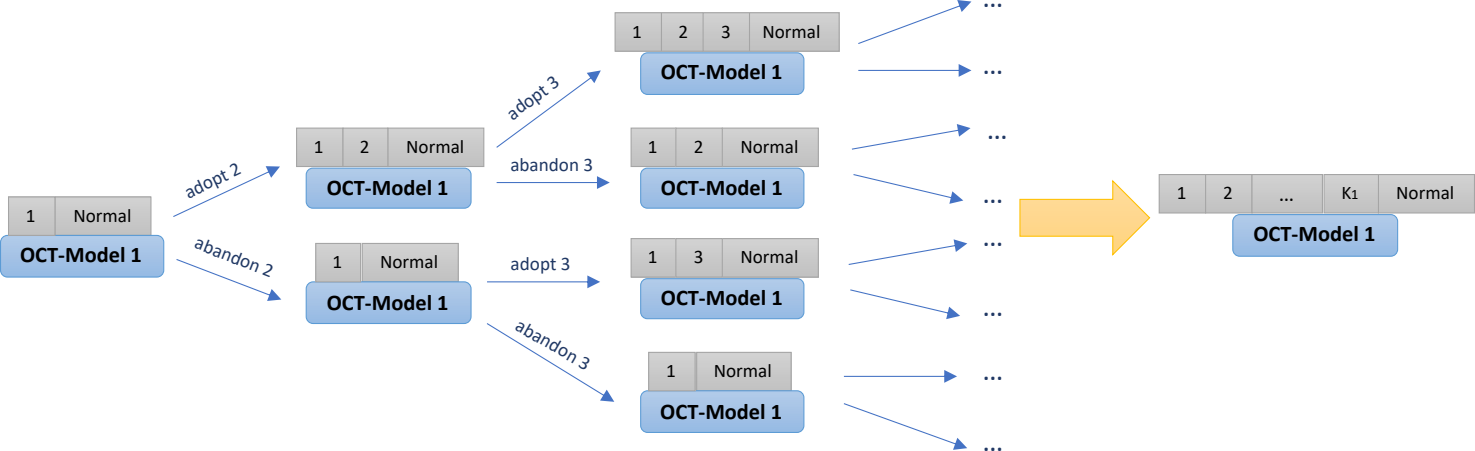 1 Normal
OCT-Model 1
adopt 2
abandon 2
1 2 Normal
OCT-Model 1
1 Normal
OCT-Model 1
adopt 3
abandon 3
adopt 3
abandon 3
1 2 3 Normal
OCT-Model 1
1 2 Normal
OCT-Model 1
1 3 Normal
OCT-Model 1
1 Normal
OCT-Model 1
...
...
...
...
...
...
...
...
1 2 ... K1 Normal
OCT-Model 1